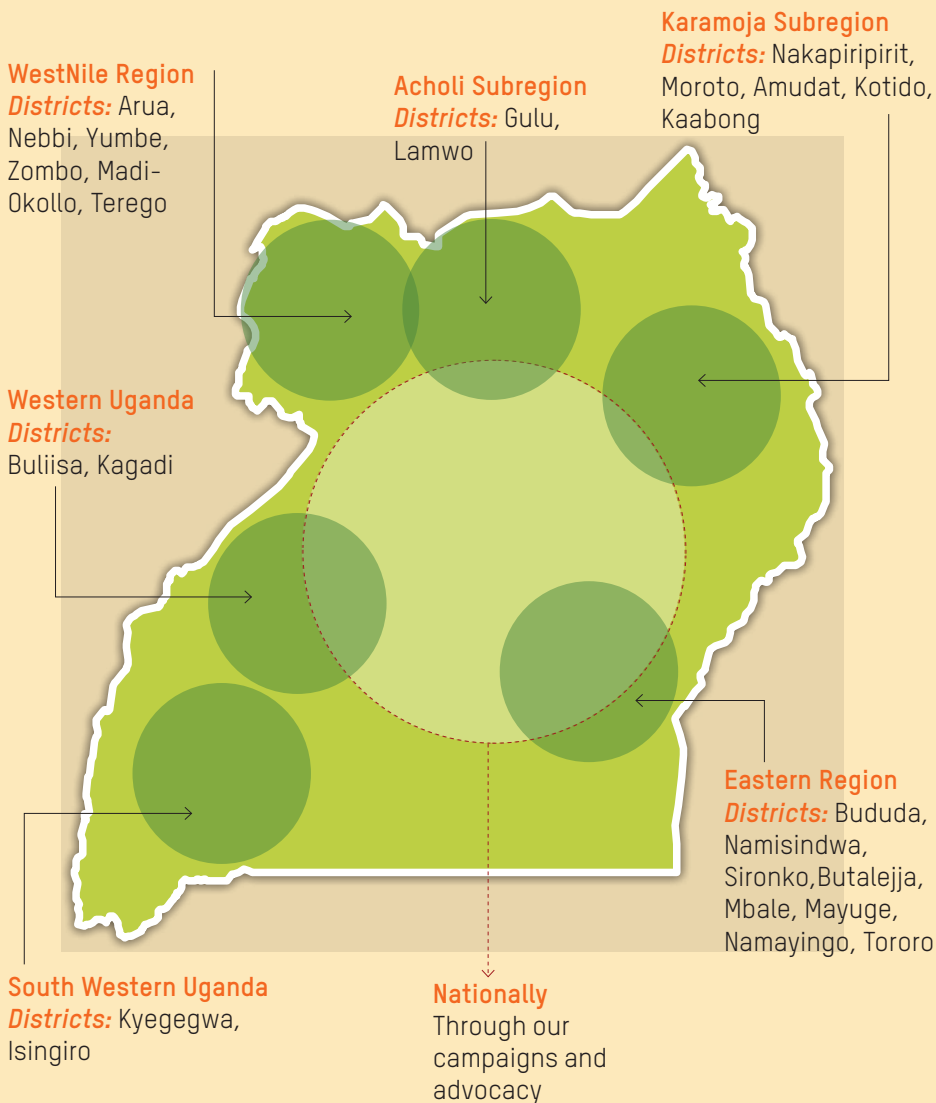 WestNile Region
Districts: Arua,
Nebbi, Yumbe,
Zombo, Madi-
Okollo, Terego
Acholi Subregion
Districts: Gulu,
Lamwo
Karamoja Subregion
Districts: Nakapiripirit,
Moroto, Amudat, Kotido,
Kaabong
Western Uganda
Districts:
Buliisa, Kagadi
Eastern Region
Districts: Bududa,
Namisindwa,
Sironko,Butalejja,
Mbale, Mayuge,
Namayingo, Tororo
South Western Uganda
Districts: Kyegegwa,
Isingiro
Nationally
Through our
campaigns and
advocacy